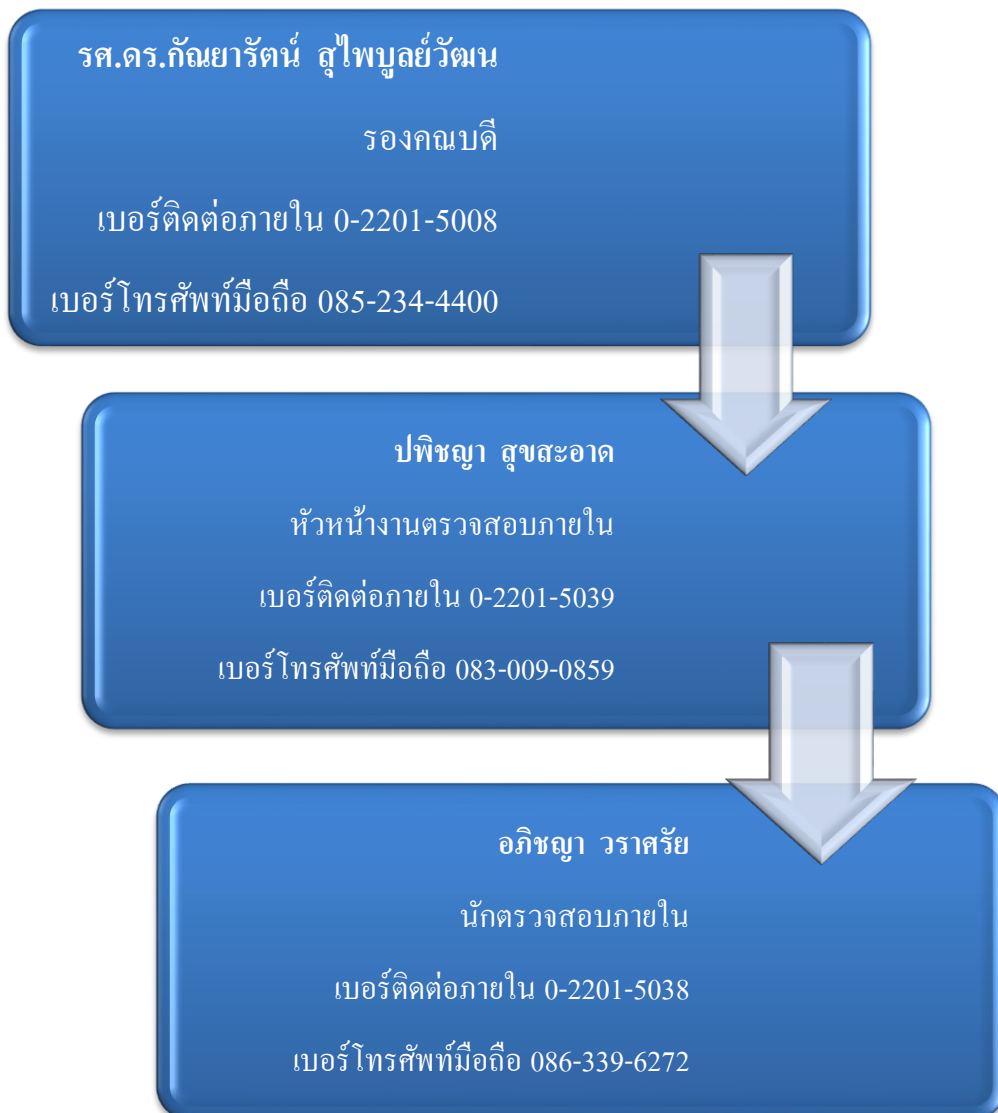 รศ.ดร.กัณยารัตน์ สุไพบูลย์วัฒน
รองคณบดี
เบอร์ติดต่อภายใน 0-2201-5008
เบอร์โทรศัพท์มือถือ 085-234-4400
ปพิชญา สุขสะอาด
หัวหน้างานตรวจสอบภายใน
เบอร์ติดต่อภายใน 0-2201-5039
เบอร์โทรศัพท์มือถือ 083-009-0859
อภิชญา วราศรัย
นักตรวจสอบภายใน
เบอร์ติดต่อภายใน 0-2201-5038
เบอร์โทรศัพท์มือถือ 086-339-6272